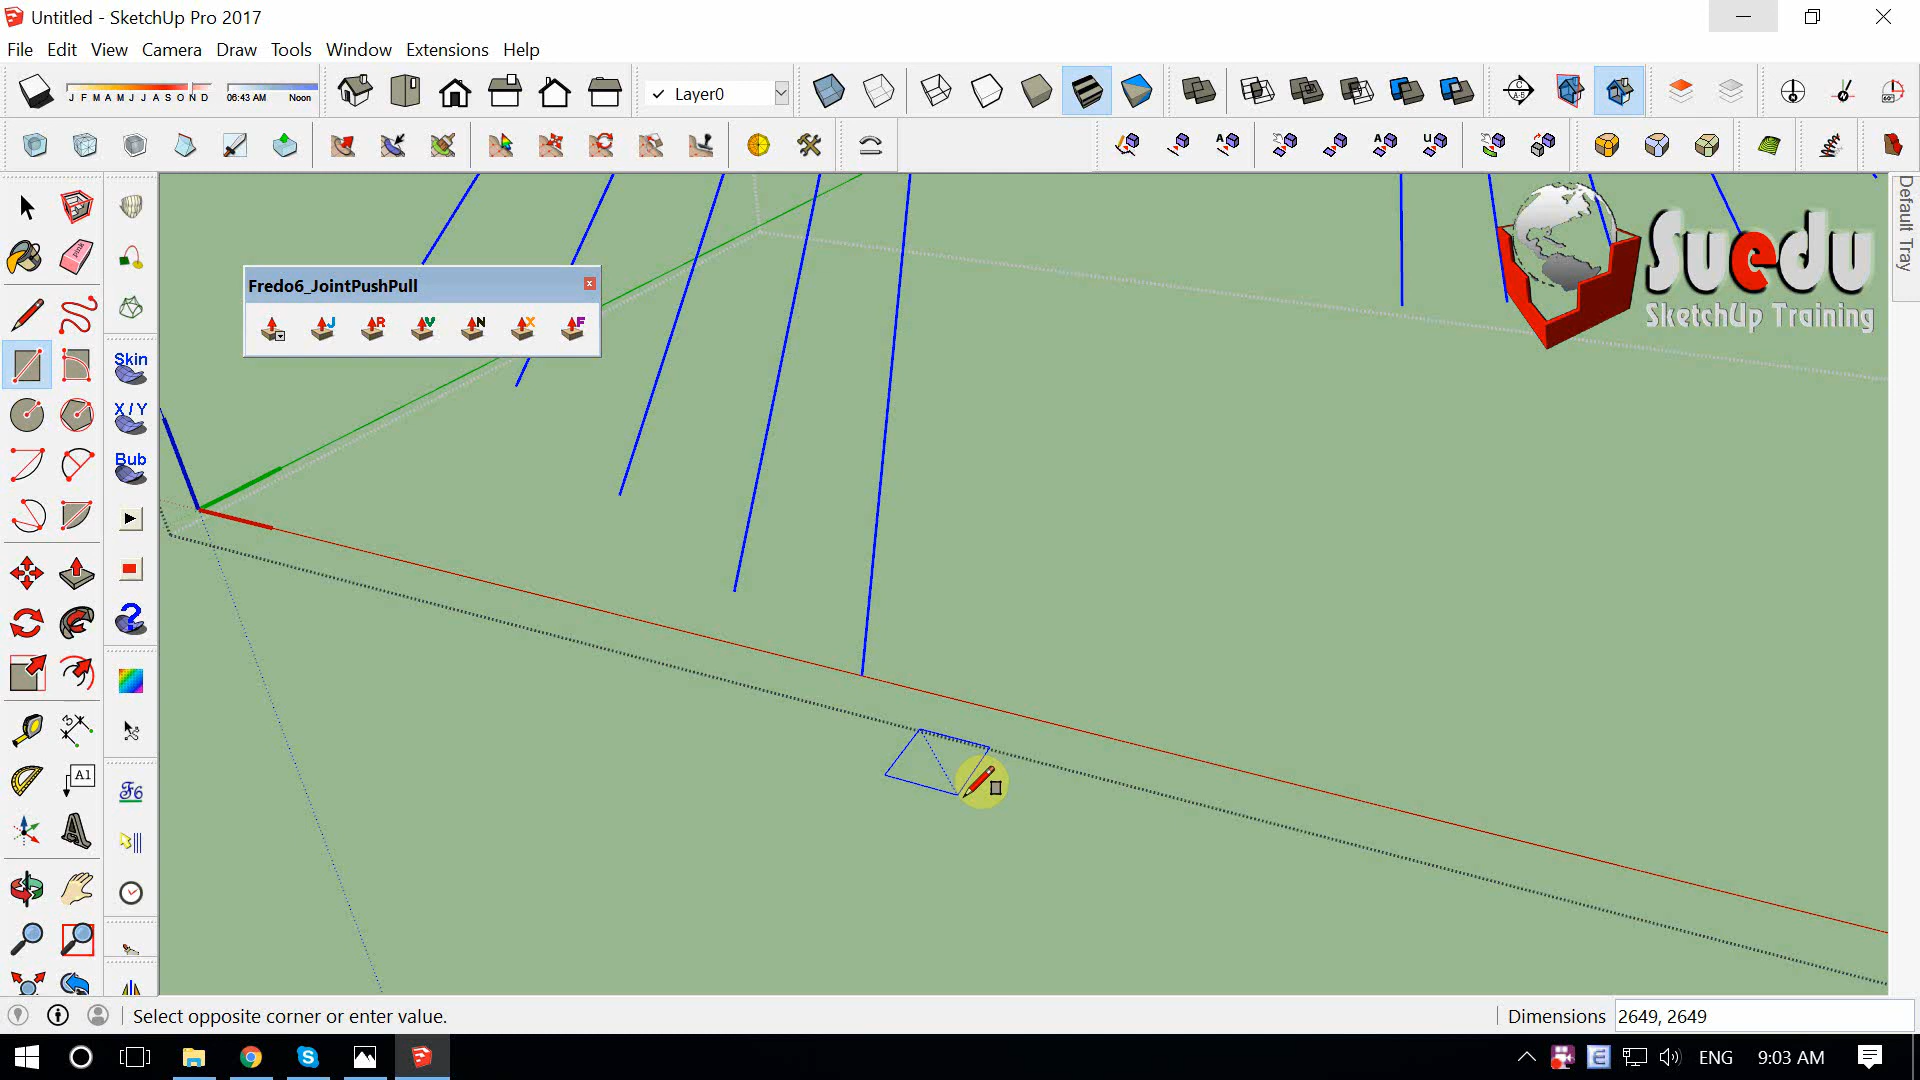 Untitled - SketchUp Pro 2017
File Edit View Camera Draw Tools Window Extensions Help
J F M A M J J A S O N D
06:43 AM Noon
Layer0
Default Tray
Suedu
SketchUp Training
Fredo6_JointPushPull
J R V N X F
Skin
X / Y
Bub
A1
F6
Select opposite corner or enter value.
Dimensions 2649, 2649
ENG 9:03 AM